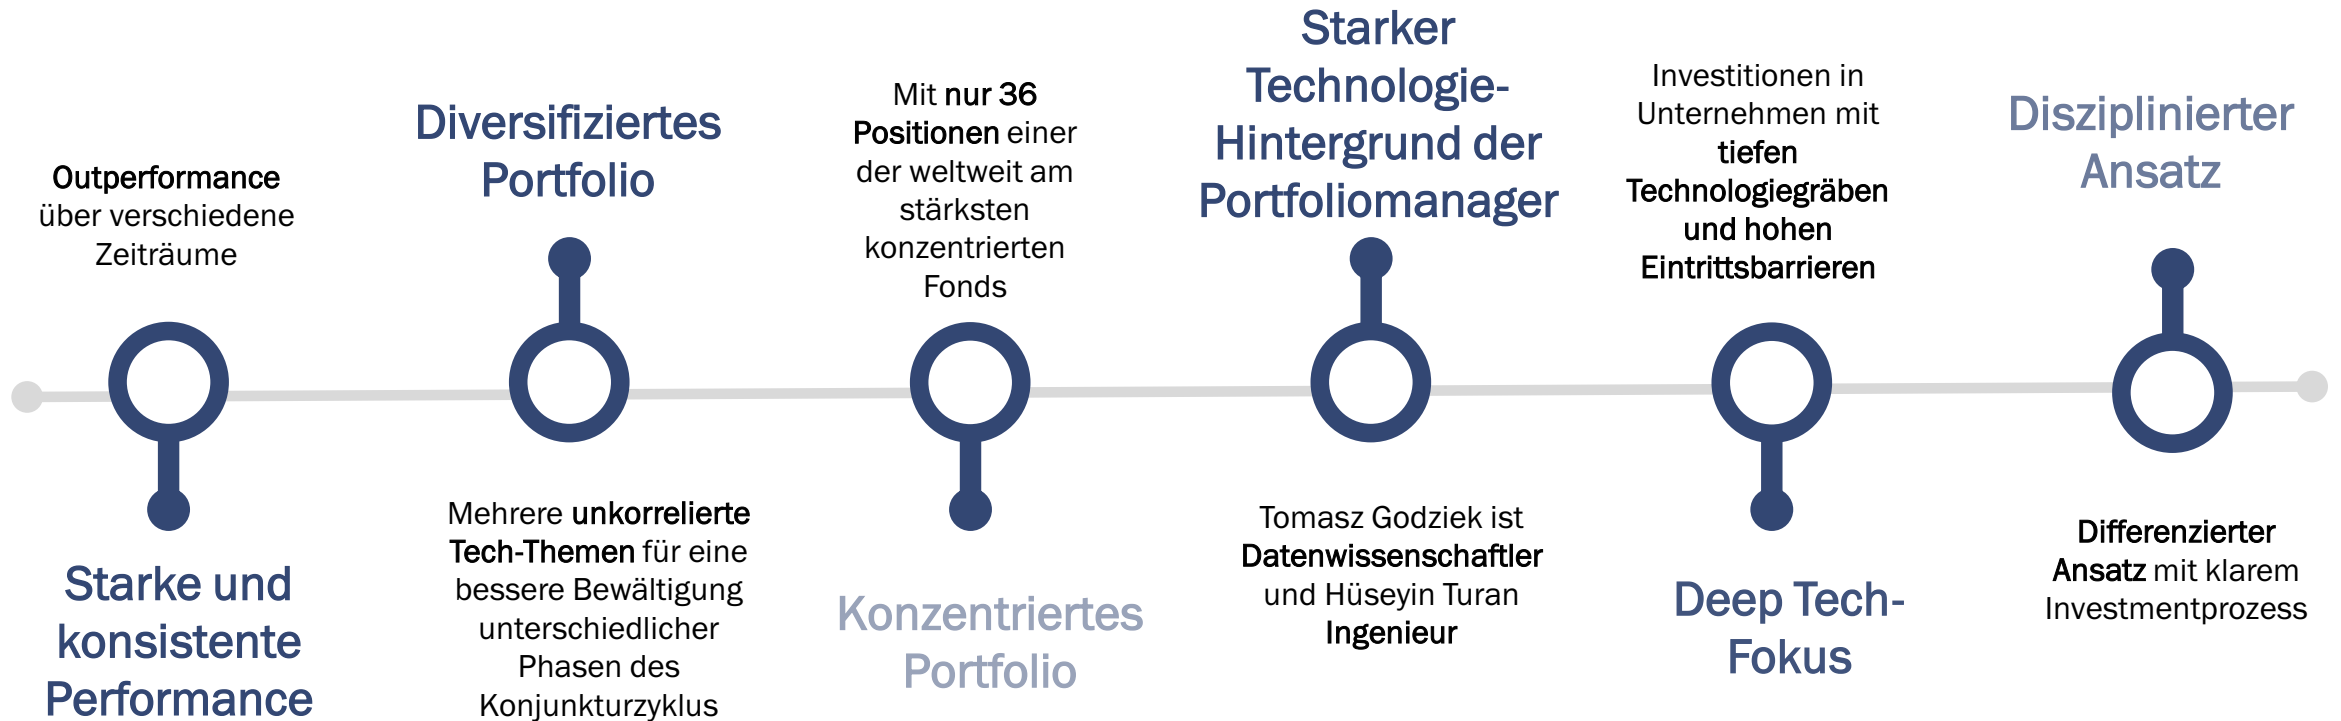 Outperformance
über verschiedene
Zeiträume
Starke und
konsistente
Performance
Diversifiziertes
Portfolio
Mehrere unkorrelierte
Tech-Themen für eine
bessere Bewältigung
unterschiedlicher
Phasen des
Konjunkturzyklus
Mit nur 36
Positionen einer
der weltweit am
stärksten
konzentrierten
Fonds
Konzentriertes
Portfolio
Starker
Technologie-
Hintergrund der
Portfoliomanager
Tomasz Godziek ist
Datenwissenschaftler
und Hüseyin Turan
Ingenieur
Investitionen in
Unternehmen mit
tiefen
Technologiegräben
und hohen
Eintrittsbarrieren
Deep Tech-
Fokus
Disziplinierter
Ansatz
Differenzierter
Ansatz mit klarem
Investmentprozess